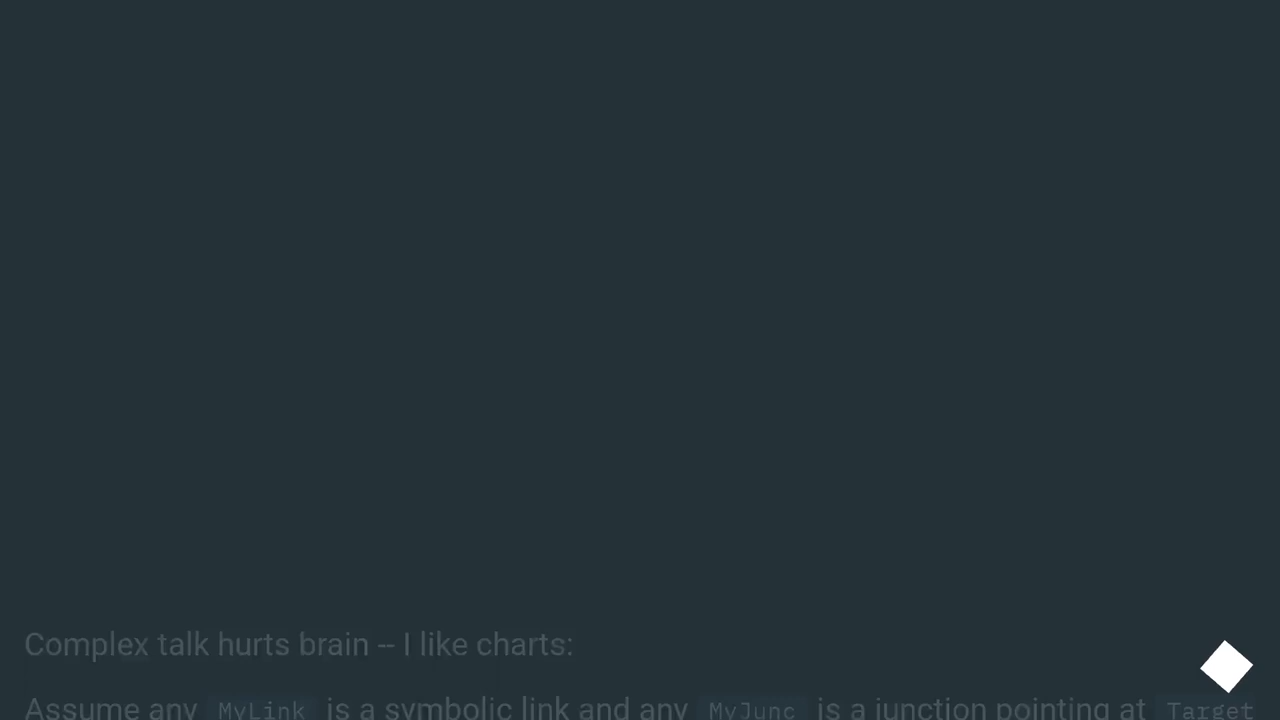 Complex talk hurts brain -- I like charts:
Assume any MyLink is a symbolic link and any MyJunc is a junction pointing at Target